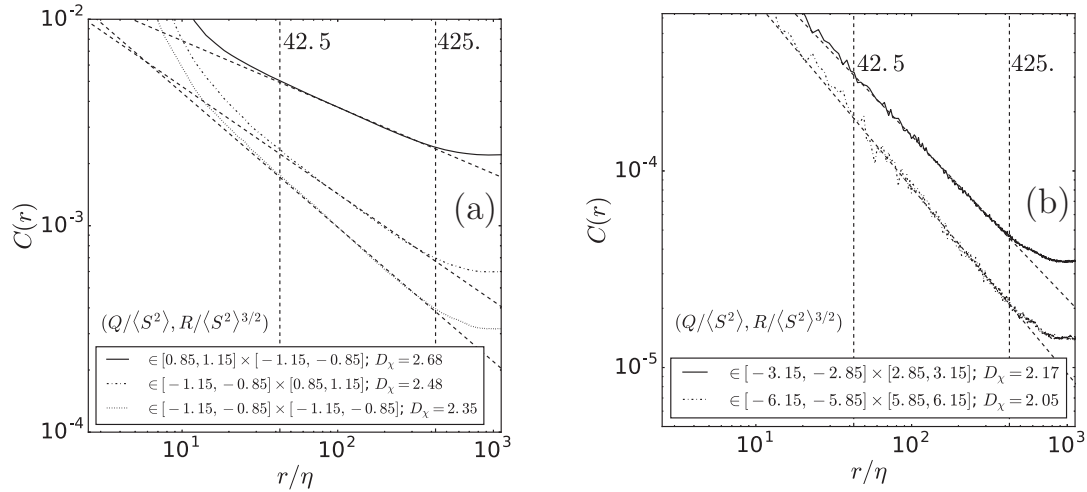 10^{-2}
42.5
425.
(a)
10^{-3}
C(r)
(Q/⟨S^2⟩, R/⟨S^2⟩^{3/2})
∈[0.85, 1.15]×[−1.15, −0.85]; D_χ=2.68
∈[−1.15, −0.85]×[0.85, 1.15]; D_χ=2.48
∈[−1.15, −0.85]×[−1.15, −0.85]; D_χ=2.35
10^{-4}
10^1
10^2
10^3
r/η
42.5
425.
10^{-4}
(b)
C(r)
(Q/⟨S^2⟩, R/⟨S^2⟩^{3/2})
10^{-5}
∈[−3.15, −2.85]×[2.85, 3.15]; D_χ=2.17
∈[−6.15, −5.85]×[5.85, 6.15]; D_χ=2.05
10^1
10^2
10^3
r/η